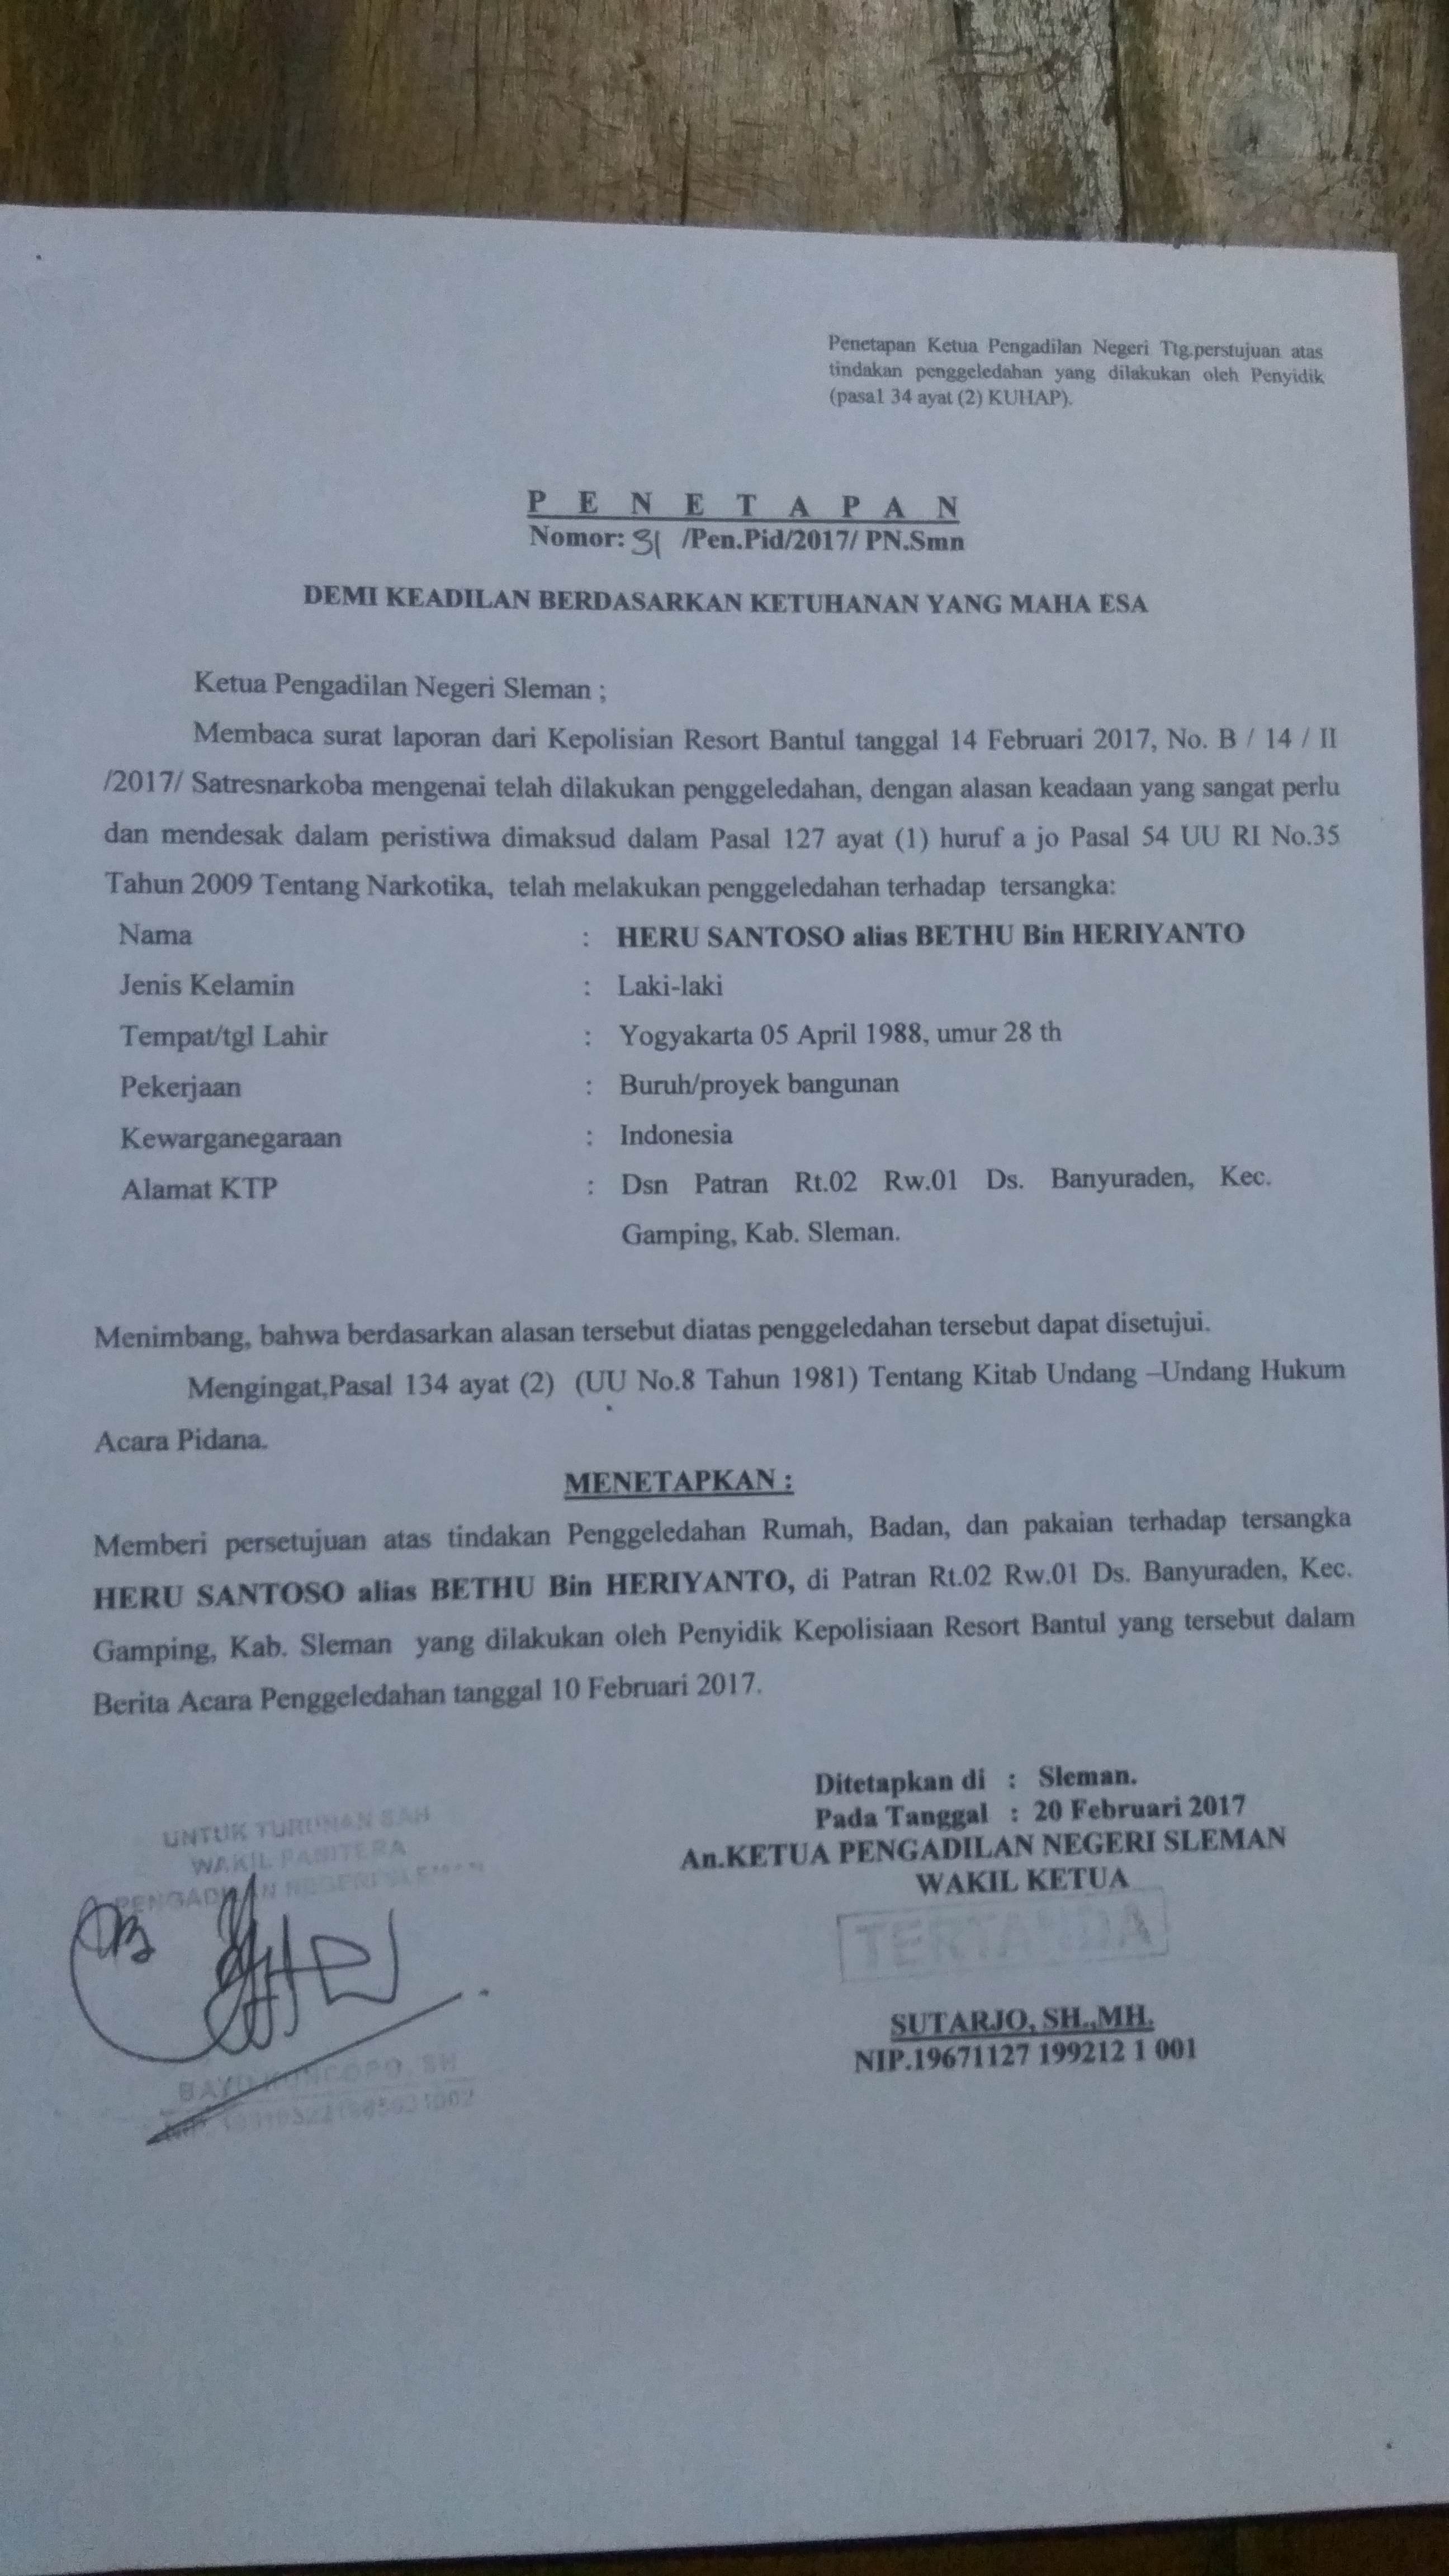 Penetapan Ketua Pengadilan Negeri Ttg.perstujuan atas
tindakan penggeledahan yang dilakukan oleh Penyidik
(pasal 34 ayat (2) KUHAP).
P E N E T A P A N
Nomor: 31 /Pen.Pid/2017/ PN.Smn
DEMI KEADILAN BERDASARKAN KETUHANAN YANG MAHA ESA
Ketua Pengadilan Negeri Sleman ;
Membaca surat laporan dari Kepolisian Resort Bantul tanggal 14 Februari 2017, No. B / 14 / II
/2017/ Satresnarkoba mengenai telah dilakukan penggeledahan, dengan alasan keadaan yang sangat perlu
dan mendesak dalam peristiwa dimaksud dalam Pasal 127 ayat (1) huruf a jo Pasal 54 UU RI No.35
Tahun 2009 Tentang Narkotika, telah melakukan penggeledahan terhadap tersangka:
Nama : HERU SANTOSO alias BETHU Bin HERIYANTO
Jenis Kelamin : Laki-laki
Tempat/tgl Lahir : Yogyakarta 05 April 1988, umur 28 th
Pekerjaan : Buruh/proyek bangunan
Kewarganegaraan : Indonesia
Alamat KTP : Dsn Patran Rt.02 Rw.01 Ds. Banyuraden, Kec.
Gamping, Kab. Sleman.
Menimbang, bahwa berdasarkan alasan tersebut diatas penggeledahan tersebut dapat disetujui.
Mengingat,Pasal 134 ayat (2) (UU No.8 Tahun 1981) Tentang Kitab Undang –Undang Hukum
Acara Pidana.
MENETAPKAN :
Memberi persetujuan atas tindakan Penggeledahan Rumah, Badan, dan pakaian terhadap tersangka
HERU SANTOSO alias BETHU Bin HERIYANTO, di Patran Rt.02 Rw.01 Ds. Banyuraden, Kec.
Gamping, Kab. Sleman yang dilakukan oleh Penyidik Kepolisiaan Resort Bantul yang tersebut dalam
Berita Acara Penggeledahan tanggal 10 Februari 2017.
Ditetapkan di : Sleman.
Pada Tanggal : 20 Februari 2017
An.KETUA PENGADILAN NEGERI SLEMAN
WAKIL KETUA
TERTANDA
SUTARJO, SH.,MH.
NIP.19671127 199212 1 001
UNTUK TURUNAN SAH
WAKIL PANITERA
PENGADILAN NEGERI SLEMAN
SH